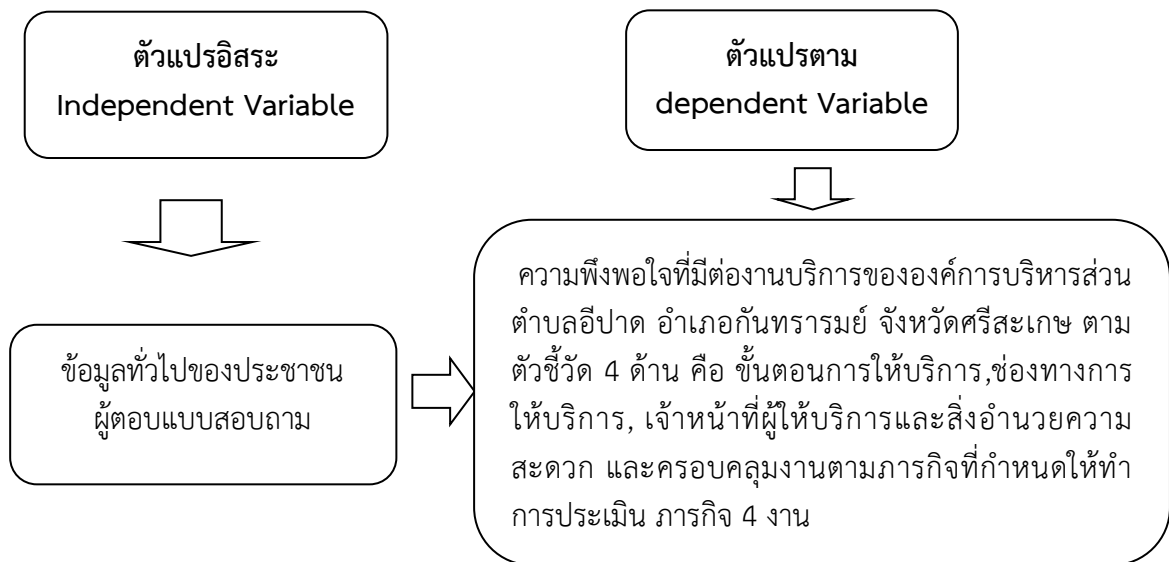 ตัวแปรอิสระ
Independent Variable
ตัวแปรตาม
dependent Variable
ข้อมูลทั่วไปของประชาชน
ผู้ตอบแบบสอบถาม
ความพึงพอใจที่มีต่องานบริการขององค์การบริหารส่วน
ตำบลอีปาด อำเภอกันทรารมย์ จังหวัดศรีสะเกษ ตาม
ตัวชี้วัด 4 ด้าน คือ ขั้นตอนการให้บริการ,ช่องทางการ
ให้บริการ, เจ้าหน้าที่ผู้ให้บริการและสิ่งอำนวยความ
สะดวก และครอบคลุมงานตามภารกิจที่กำหนดให้ทำ
การประเมิน ภารกิจ 4 งาน